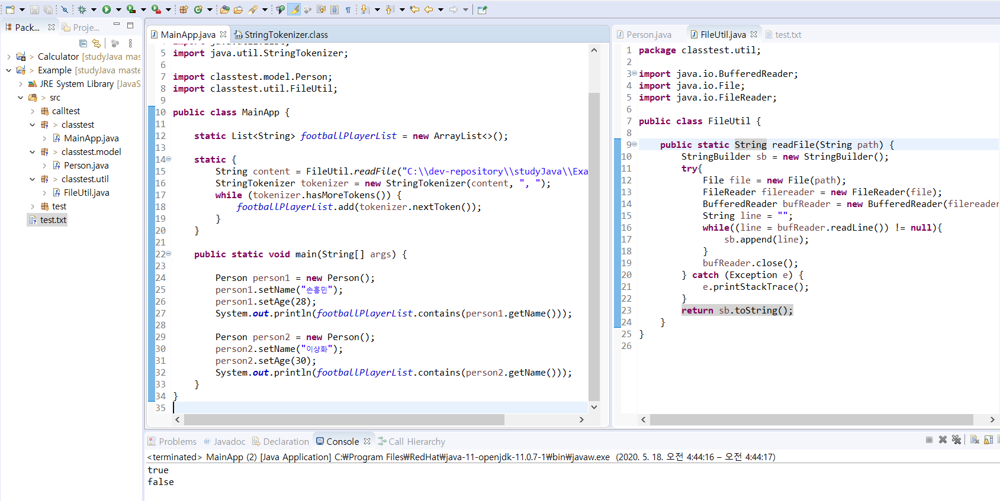 Pack...
Proje...
> Calculator [studyJava mas
> Example [studyJava maste
JRE System Library [JavaS
> src
calltest
> classtest
MainApp.java
> classtest.model
Person.java
> classtest.util
FileUtil.java
test
test.txt
MainApp.java
StringTokenizer.class
5 import java.util.StringTokenizer;
6
7 import classtest.model.Person;
8 import classtest.util.FileUtil;
9
10 public class MainApp {
11
12 static List<String> footballPlayerList = new ArrayList<>();
13
14 static {
15 String content = FileUtil.readFile("C:\\dev-repository\\studyJava\\Exa
16 StringTokenizer tokenizer = new StringTokenizer(content, ", ");
17 while (tokenizer.hasMoreTokens()) {
18 footballPlayerList.add(tokenizer.nextToken());
19 }
20 }
21
22 public static void main(String[] args) {
23
24 Person person1 = new Person();
25 person1.setName("손흥민");
26 person1.setAge(28);
27 System.out.println(footballPlayerList.contains(person1.getName()));
28
29 Person person2 = new Person();
30 person2.setName("이상화");
31 person2.setAge(30);
32 System.out.println(footballPlayerList.contains(person2.getName()));
33 }
34 }
35
Person.java
FileUtil.java
test.txt
1 package classtest.util;
2
3 import java.io.BufferedReader;
4 import java.io.File;
5 import java.io.FileReader;
6
7 public class FileUtil {
8
9 public static String readFile(String path) {
10 StringBuilder sb = new StringBuilder();
11 try{
12 File file = new File(path);
13 FileReader filereader = new FileReader(file);
14 BufferedReader bufReader = new BufferedReader(filereader
15 String line = "";
16 while((line = bufReader.readLine()) != null){
17 sb.append(line);
18 }
19 bufReader.close();
20 } catch (Exception e) {
21 e.printStackTrace();
22 }
23 return sb.toString();
24 }
25 }
26
Problems
@ Javadoc
Declaration
Console
Call Hierarchy
<terminated> MainApp (2) [Java Application] C:₩Program Files₩RedHat₩java-11-openjdk-11.0.7-1₩bin₩javaw.exe (2020. 5. 18. 오전 4:44:16 – 오전 4:44:17)
true
false